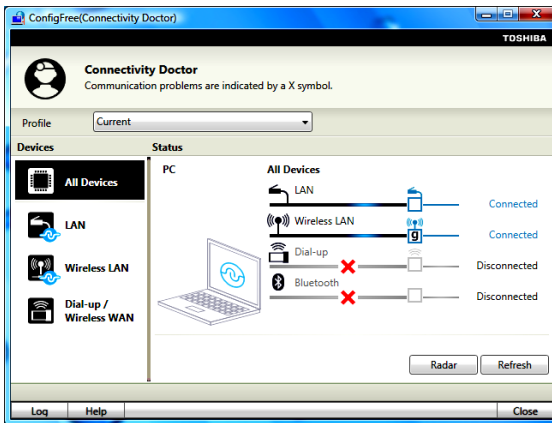 ConfigFree(Connectivity Doctor)
TOSHIBA
Connectivity Doctor
Communication problems are indicated by a X symbol.
Profile
Current
Devices
Status
All Devices
LAN
Wireless LAN
Dial-up /
Wireless WAN
PC
All Devices
LAN
Connected
Wireless LAN
g
Connected
Dial-up
Disconnected
Bluetooth
Disconnected
Radar
Refresh
Log
Help
Close